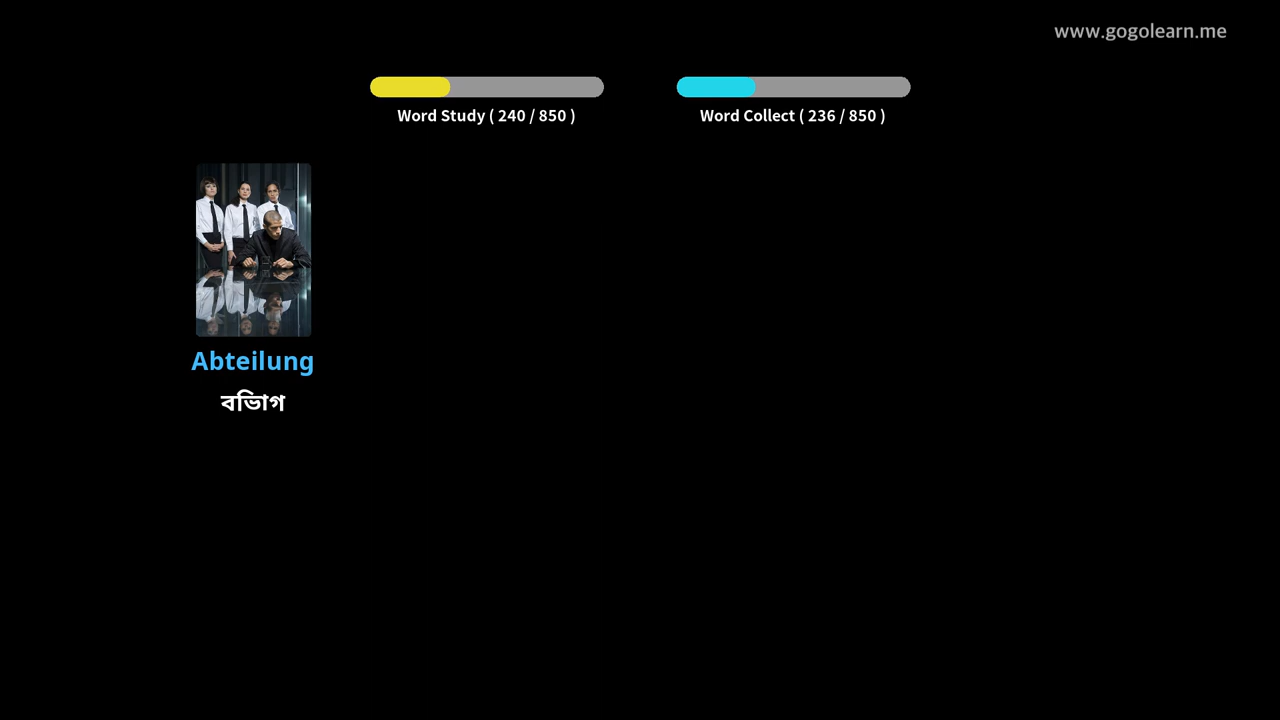 www.gogolearn.me
Word Study ( 240 / 850 )
Word Collect ( 236 / 850 )
Abteilung
বিভাগ